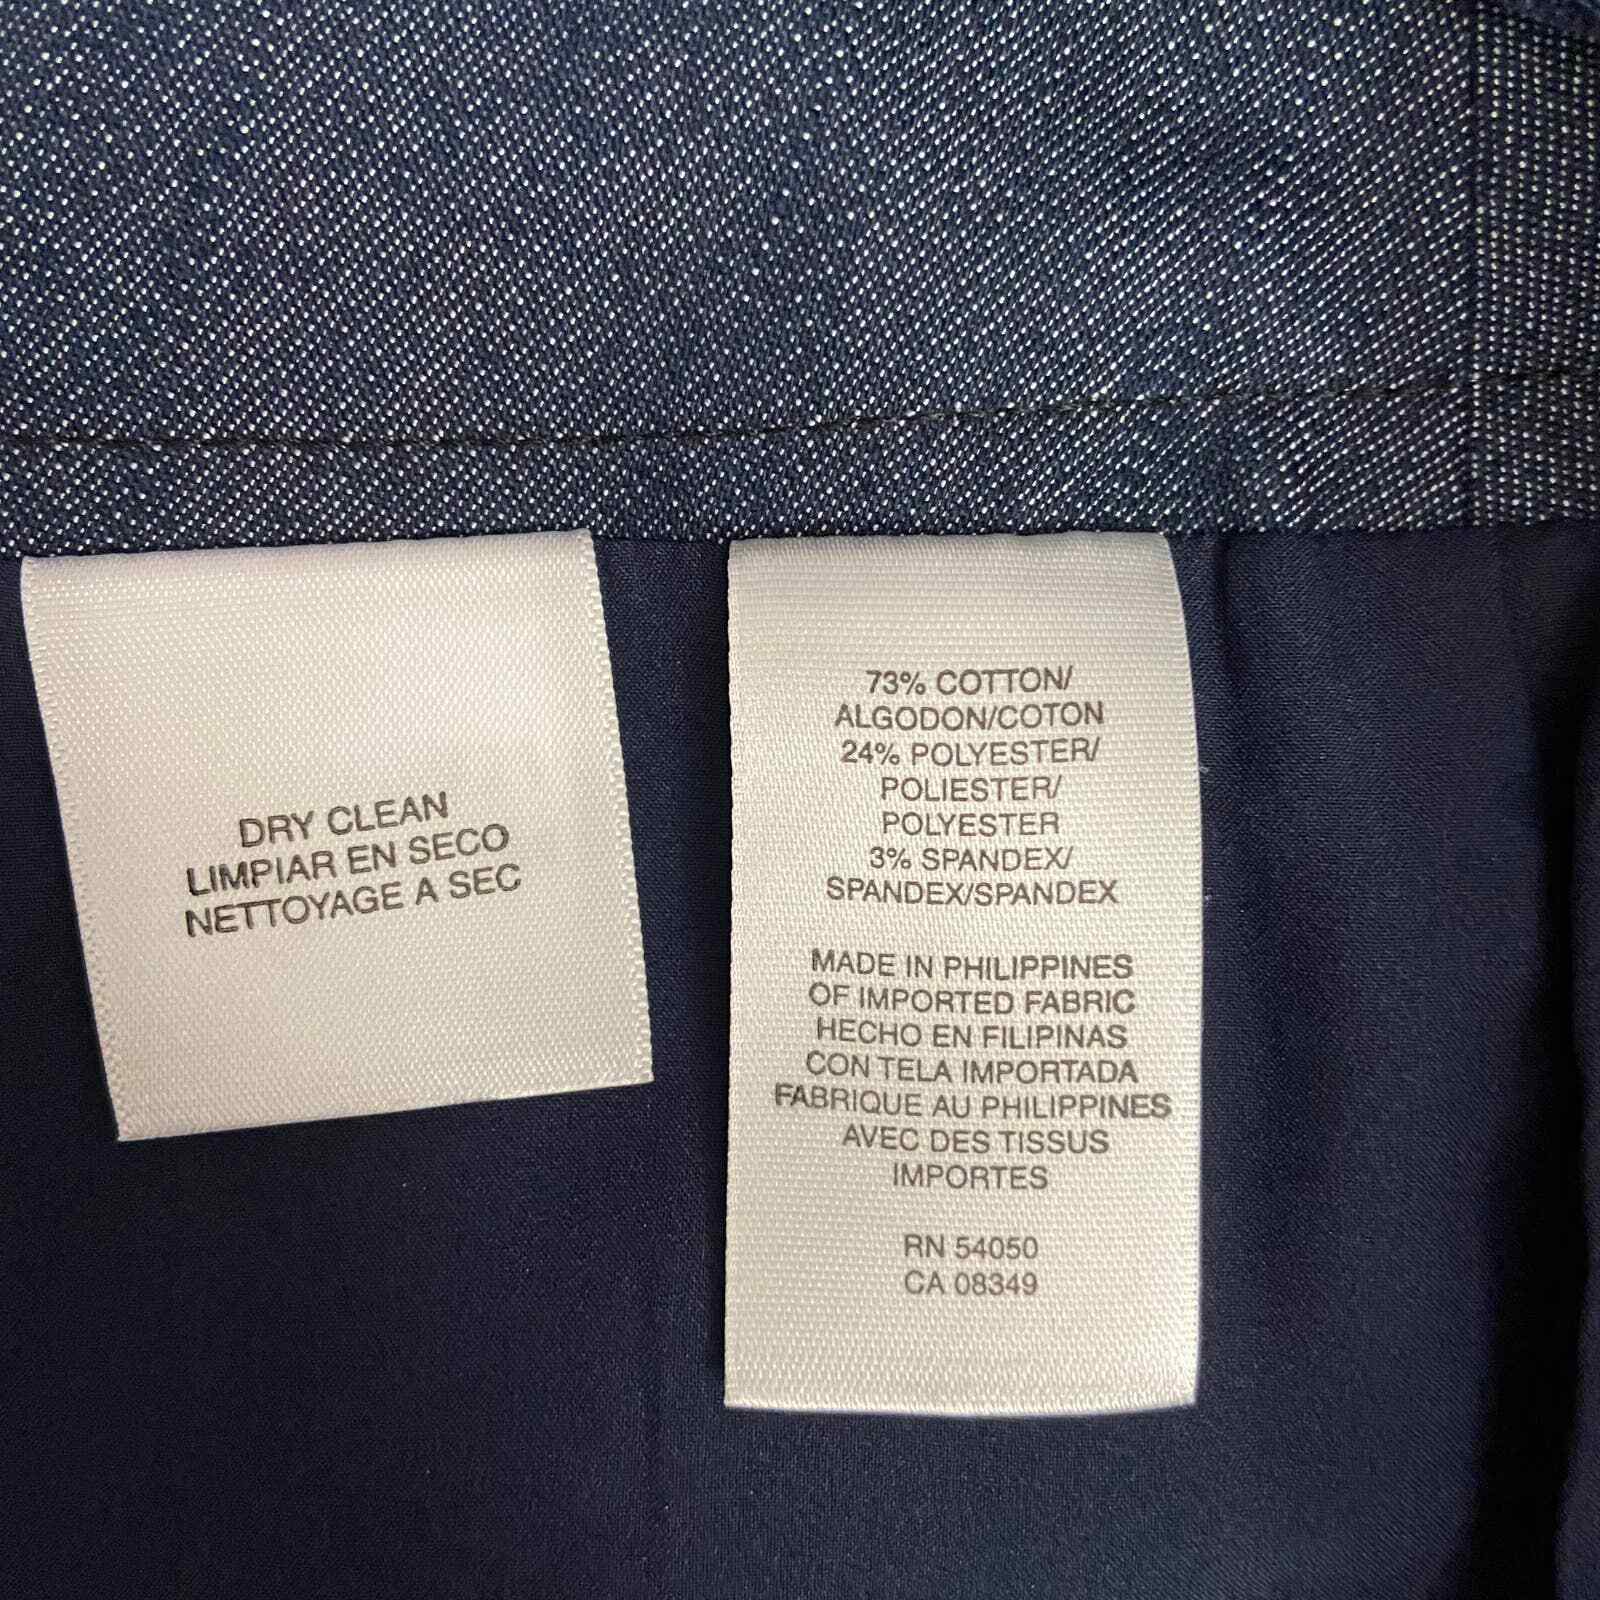 DRY CLEAN
LIMPIAR EN SECO
NETTOYAGE A SEC
73% COTTON/
ALGODON/COTON
24% POLYESTER/
POLIESTER/
POLYESTER
3% SPANDEX/
SPANDEX/SPANDEX
MADE IN PHILIPPINES
OF IMPORTED FABRIC
HECHO EN FILIPINAS
CON TELA IMPORTADA
FABRIQUE AU PHILIPPINES
AVEC DES TISSUS
IMPORTES
RN 54050
CA 08349